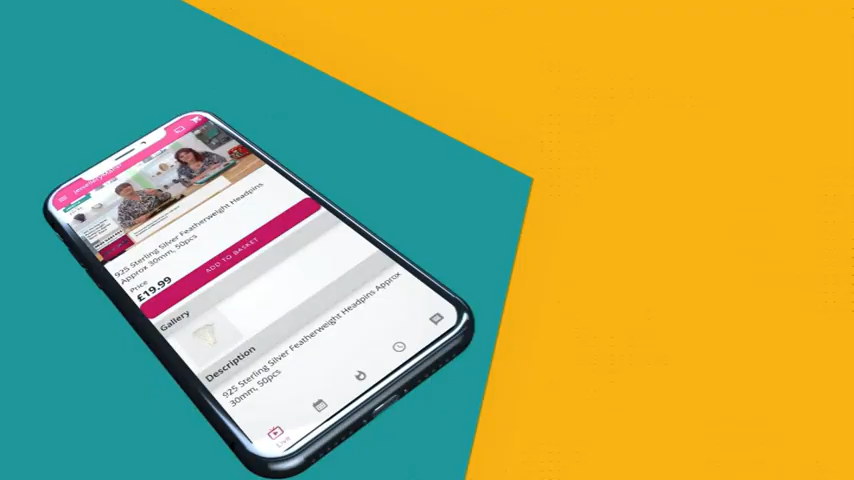 925 Sterling Silver Featherweight Headpins
Approx 30mm, 50pcs
Price
£19.99
ADD TO BASKET
Gallery
Description
925 Sterling Silver Featherweight Headpins Approx
30mm, 50pcs
Live